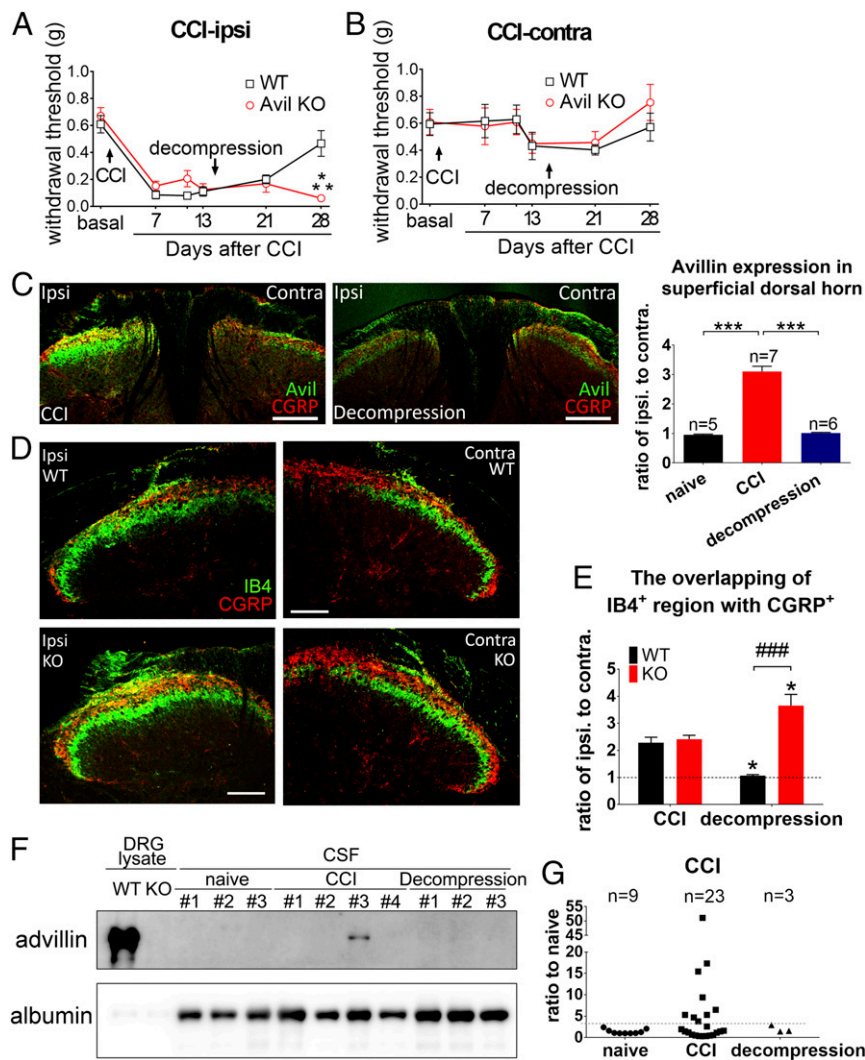 A
CCI-ipsi
withdrawal threshold (g)
1.0
0.8
0.6
0.4
0.2
0.0
WT
Avil KO
decompression
CCI
*
**
basal
7
13
21
28
Days after CCI
B
CCI-contra
withdrawal threshold (g)
1.0
0.8
0.6
0.4
0.2
0.0
WT
Avil KO
CCI
decompression
basal
7
13
21
28
Days after CCI
C
Ipsi
Contra
Avil
CCI
CGRP
Ipsi
Contra
Avil
Decompression
CGRP
Avillin expression in
superficial dorsal horn
ratio of ipsi. to contra.
5
4
3
2
1
0
***
***
n=5
n=7
n=6
naive
CCI
decompression
D
Ipsi
WT
IB4
CGRP
Contra
WT
Ipsi
KO
Contra
KO
E
The overlapping of
IB4⁺ region with CGRP⁺
ratio of ipsi. to contra.
5
4
3
2
1
0
WT
KO
###
*
*
CCI
decompression
F
DRG
lysate
CSF
WT KO
naive
CCI
Decompression
#1 #2 #3 #1 #2 #3 #4 #1 #2 #3
advillin
albumin
G
CCI
n=9
n=23
n=3
ratio to naive
55
50
45
20
15
10
5
0
naive
CCI
decompression